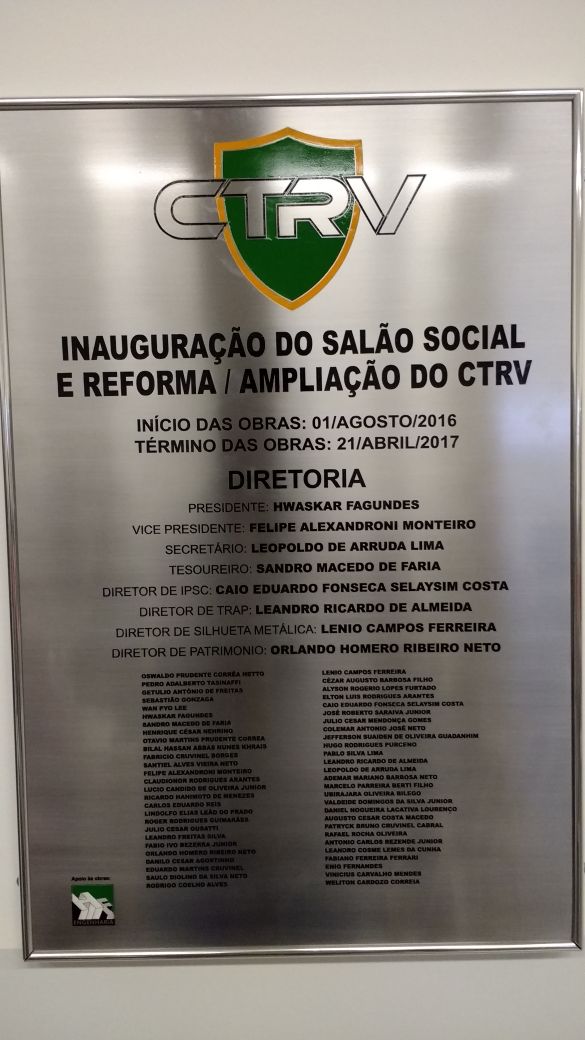 CTRV
INAUGURAÇÃO DO SALÃO SOCIAL
E REFORMA / AMPLIAÇÃO DO CTRV
INÍCIO DAS OBRAS: 01/AGOSTO/2016
TÉRMINO DAS OBRAS: 21/ABRIL/2017
DIRETORIA
PRESIDENTE: HWASKAR FAGUNDES
VICE PRESIDENTE: FELIPE ALEXANDRONI MONTEIRO
SECRETÁRIO: LEOPOLDO DE ARRUDA LIMA
TESOUREIRO: SANDRO MACEDO DE FARIA
DIRETOR DE IPSC: CAIO EDUARDO FONSECA SELAYSIM COSTA
DIRETOR DE TRAP: LEANDRO RICARDO DE ALMEIDA
DIRETOR DE SILHUETA METÁLICA: LENIO CAMPOS FERREIRA
DIRETOR DE PATRIMONIO: ORLANDO HOMERO RIBEIRO NETO
OSWALDO PRUDENTE CORRÊA NETTO
PEDRO ADALBERTO TASINAFFI
GETULIO ANTÔNIO DE FREITAS
SEBASTIÃO GONZAGA
WAN FYO LEE
HWASKAR FAGUNDES
SANDRO MACEDO DE FARIA
HENRIQUE CÉSAR NEHRING
OTAVIO MARTINS PRUDENTE CORREA
BILAL HASSAN ABBAS NUNES KHRAIS
FABRICIO CRUVINEL BORGES
SANTIEL ALVES VIEIRA NETO
FELIPE ALEXANDRONI MONTEIRO
CLAUDIONOR RODRIGUES ARANTES
LUCIO CANDIDO DE OLIVEIRA JUNIOR
RICARDO HANIMOTO DE MENEZES
CARLOS EDUARDO REIS
LINDOLFO ELIAS LEÃO DO PRADO
ROGER RODRIGUES GUIMARÃES
JULIO CESAR GUSATTI
LEANDRO FREITAS SILVA
FABIO IVO BEZERRA JUNIOR
ORLANDO HOMERO RIBEIRO NETO
DANILO CESAR AGOSTINHO
EDUARDO MARTINS CRUVINEL
SAULO DIOLINO DA SILVA NETO
RODRIGO COELHO ALVES
LENIO CAMPOS FERREIRA
CÉZAR AUGUSTO BARBOSA FILHO
ALYSON ROGERIO LOPES FURTADO
ELTON LUIS RODRIGUES ARANTES
CAIO EDUARDO FONSECA SELAYSIM COSTA
JOSÉ ROBERTO SARAIVA JUNIOR
JULIO CESAR MENDONÇA GOMES
COLEMAR ANTONIO JOSÉ NETO
JEFFERSON SUAIDEN DE OLIVEIRA GUADANHIM
HUGO RODRIGUES PURCENO
PABLO SILVA LIMA
LEANDRO RICARDO DE ALMEIDA
LEOPOLDO DE ARRUDA LIMA
ADEMAR MARIANO BARBOSA NETO
MARCELO PARREIRA BERTI FILHO
UBIRAJARA OLIVEIRA BILEGO
VALDEIDE DOMINGOS DA SILVA JUNIOR
DANIEL NOGUEIRA LACATIVA LOURENÇO
AUGUSTO CESAR COSTA MACEDO
PATRYCK BRUNO CRUVINEL CABRAL
RAFAEL ROCHA OLIVEIRA
ANTONIO CARLOS REZENDE JUNIOR
LEANDRO COSME LEMES DA CUNHA
FABIANO FERREIRA FERRARI
ENIO FERNANDES
VINICIUS CARVALHO MENDES
WELITON CARDOZO CORREIA
Apoio às obras:
ENGENHARIA